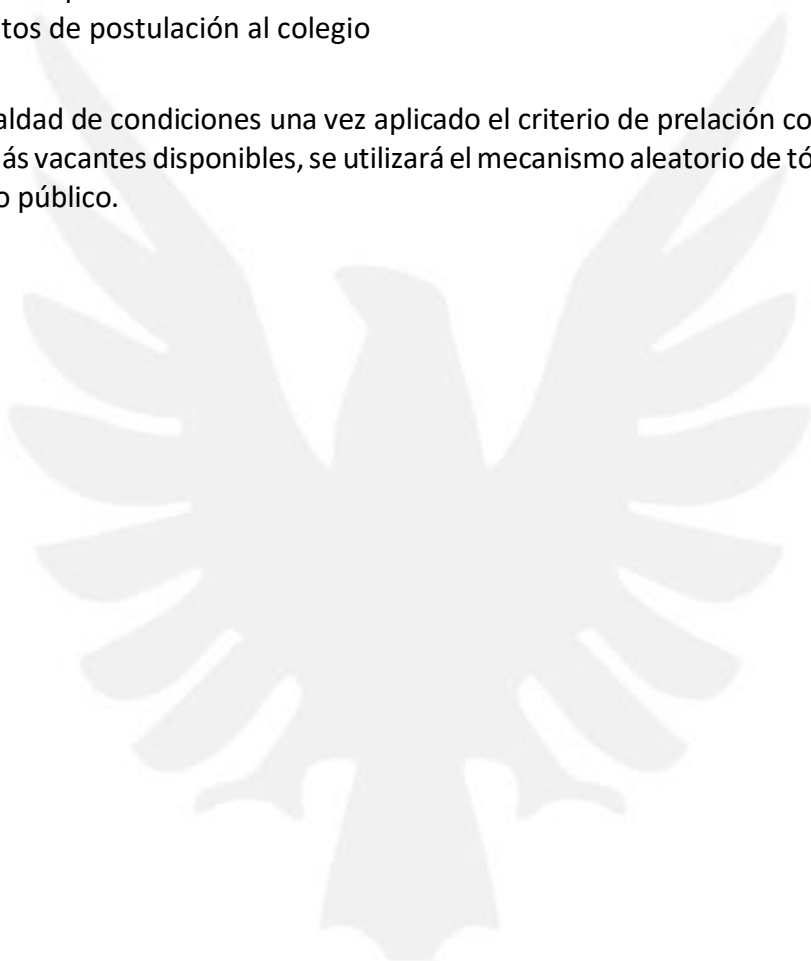 tos de postulación al colegio
aldad de condiciones una vez aplicado el criterio de prelación co
ás vacantes disponibles, se utilizará el mecanismo aleatorio de tó
o público.